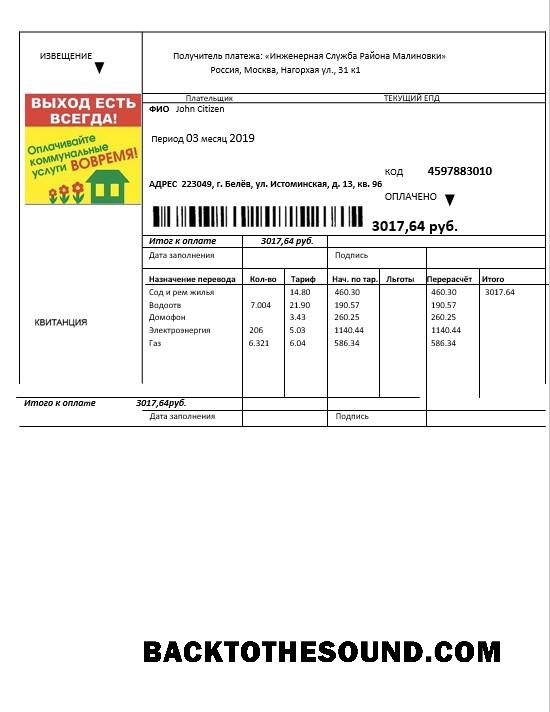 ИЗВЕЩЕНИЕ
Получитель платежа: «Инженерная Служба Района Малиновки»
Россия, Москва, Нагорхая ул., 31 к1
ВЫХОД ЕСТЬ
ВСЕГДА!
Оплачивайте
коммунальные
услуги ВОВРЕМЯ!
Плательщик ТЕКУЩИЙ ЕПД
ФИО John Citizen
Период 03 месяц 2019
КОД 4597883010
АДРЕС 223049, г. Белёв, ул. Истоминская, д. 13, кв. 96
ОПЛАЧЕНО
3017,64 руб.
Итог к оплате 3017,64 руб.
Дата заполнения Подпись
Назначение перевода Кол-во Тариф Нач. по тар. Льготы Перерасчёт Итого
Сод и рем жилья 14.80 460.30 460.30 3017.64
Водоотв 7.004 21.90 190.57 190.57
Домофон 3.43 260.25 260.25
Электроэнергия 206 5.03 1140.44 1140.44
Газ 6.321 6.04 586.34 586.34
КВИТАНЦИЯ
Итого к оплате 3017,64руб.
Дата заполнения Подпись
BACKTOTHESOUND.COM